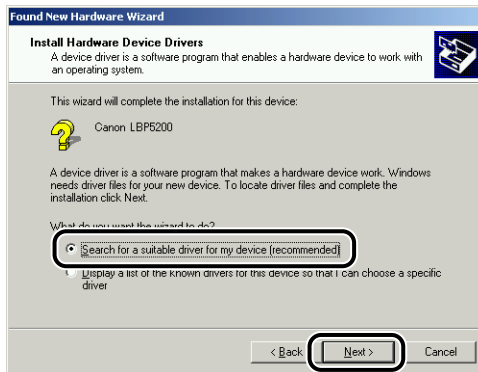 Found New Hardware Wizard
Install Hardware Device Drivers
A device driver is a software program that enables a hardware device to work with
an operating system.
This wizard will complete the installation for this device:
Canon LBP5200
A device driver is a software program that makes a hardware device work. Windows
needs driver files for your new device. To locate driver files and complete the
installation click Next.
What do you want the wizard to do?
Search for a suitable driver for my device (recommended)
Display a list of the known drivers for this device so that I can choose a specific
driver
< Back
Next >
Cancel